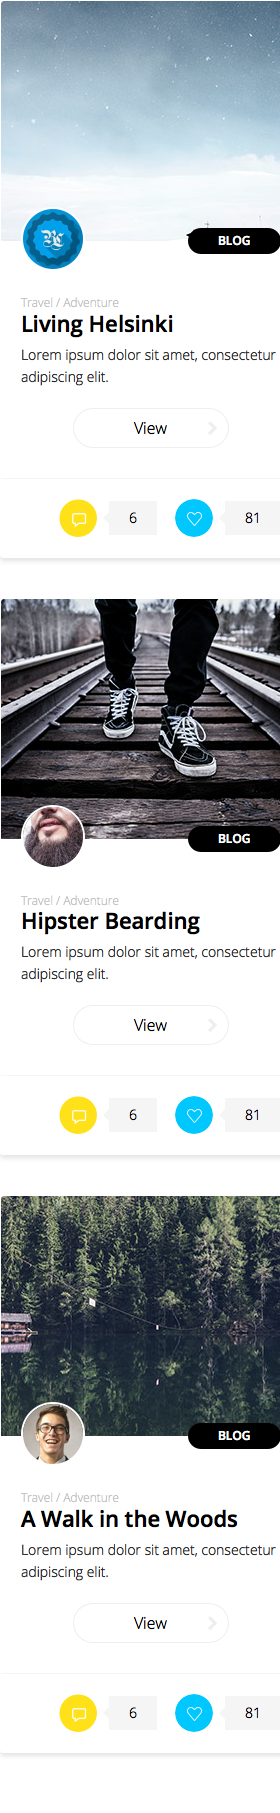 BLOG
Travel / Adventure
Living Helsinki
Lorem ipsum dolor sit amet, consectetur
adipiscing elit.
View
6
81
BLOG
Travel / Adventure
Hipster Bearding
Lorem ipsum dolor sit amet, consectetur
adipiscing elit.
View
6
81
BLOG
Travel / Adventure
A Walk in the Woods
Lorem ipsum dolor sit amet, consectetur
adipiscing elit.
View
6
81